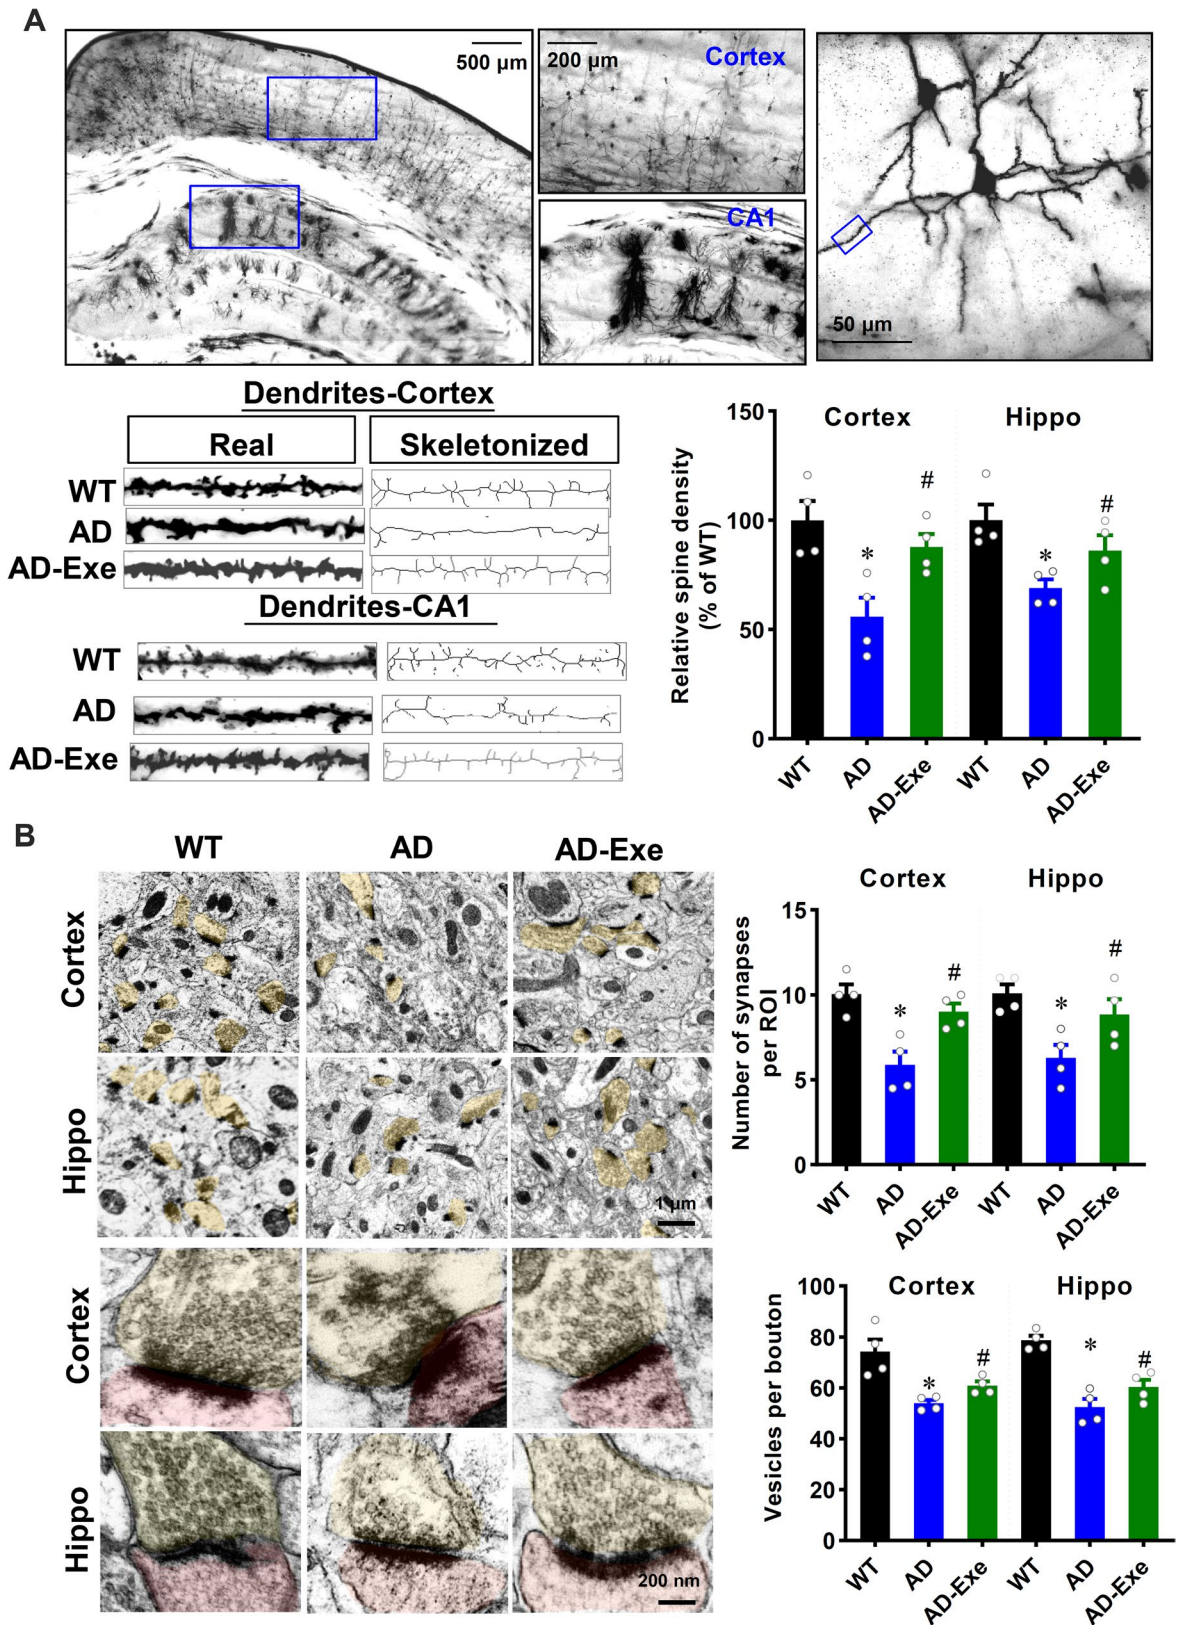 A
500 µm
200 µm
Cortex
CA1
50 µm
Dendrites-Cortex
Real
Skeletonized
WT
AD
AD-Exe
Dendrites-CA1
WT
AD
AD-Exe
Relative spine density
(% of WT)
150
100
50
0
Cortex
Hippo
*
#
*
#
WT
AD
AD-Exe
WT
AD
AD-Exe
B
WT
AD
AD-Exe
Cortex
Hippo
1 µm
Cortex
Hippo
200 nm
Number of synapses
per ROI
15
10
5
0
Cortex
Hippo
*
#
*
#
WT
AD
AD-Exe
WT
AD
AD-Exe
Vesicles per bouton
100
80
60
40
20
0
Cortex
Hippo
*
#
*
#
WT
AD
AD-Exe
WT
AD
AD-Exe